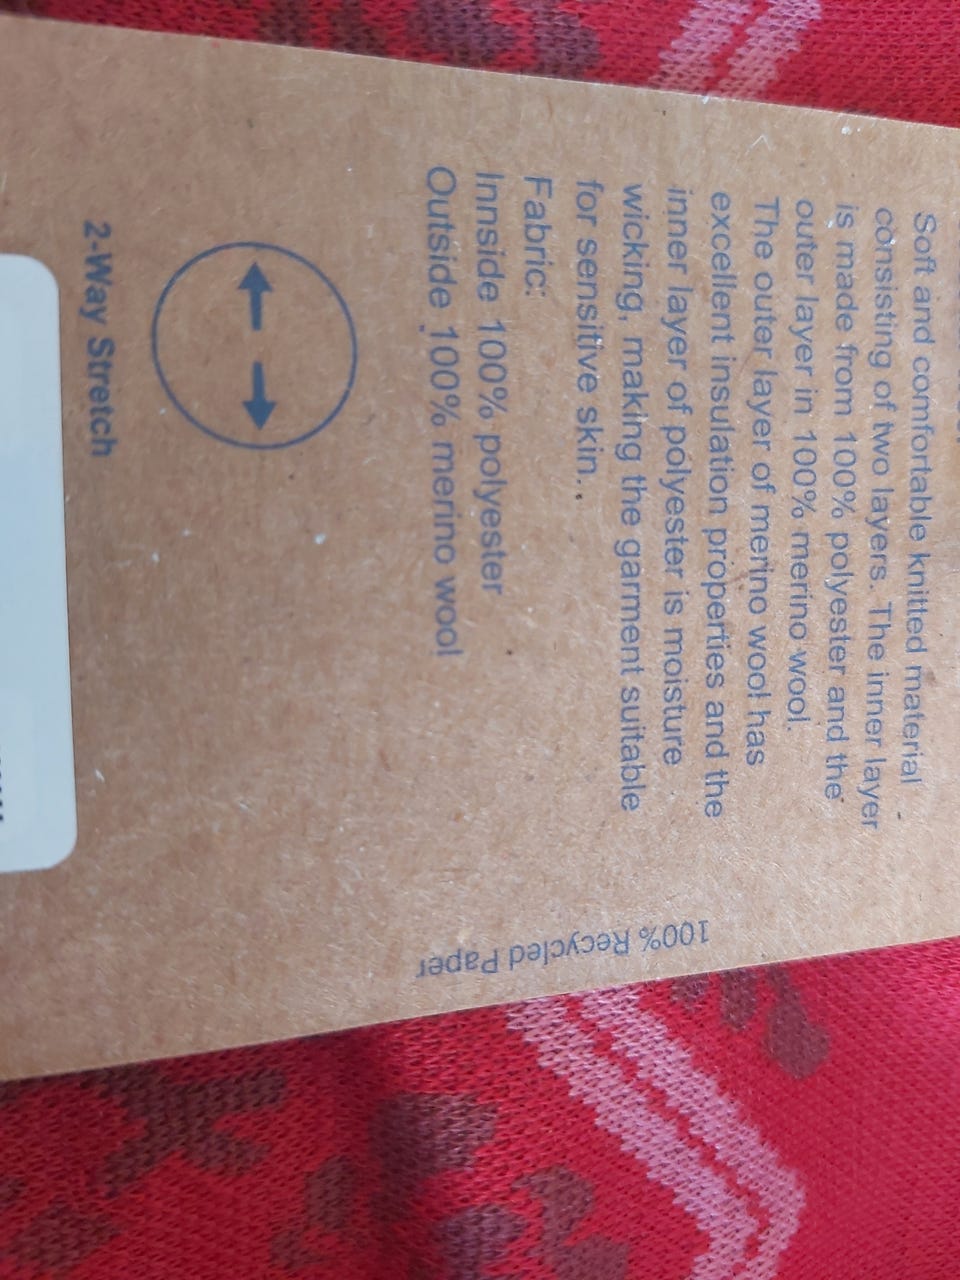 Soft and comfortable knitted material
consisting of two layers. The inner layer
is made from 100% polyester and the
outer layer in 100% merino wool.
The outer layer of merino wool has
excellent insulation properties and the
inner layer of polyester is moisture
wicking, making the garment suitable
for sensitive skin..
Fabric:
Innside 100% polyester
Outside 100% merino wool
2-Way Stretch
100% Recycled Paper